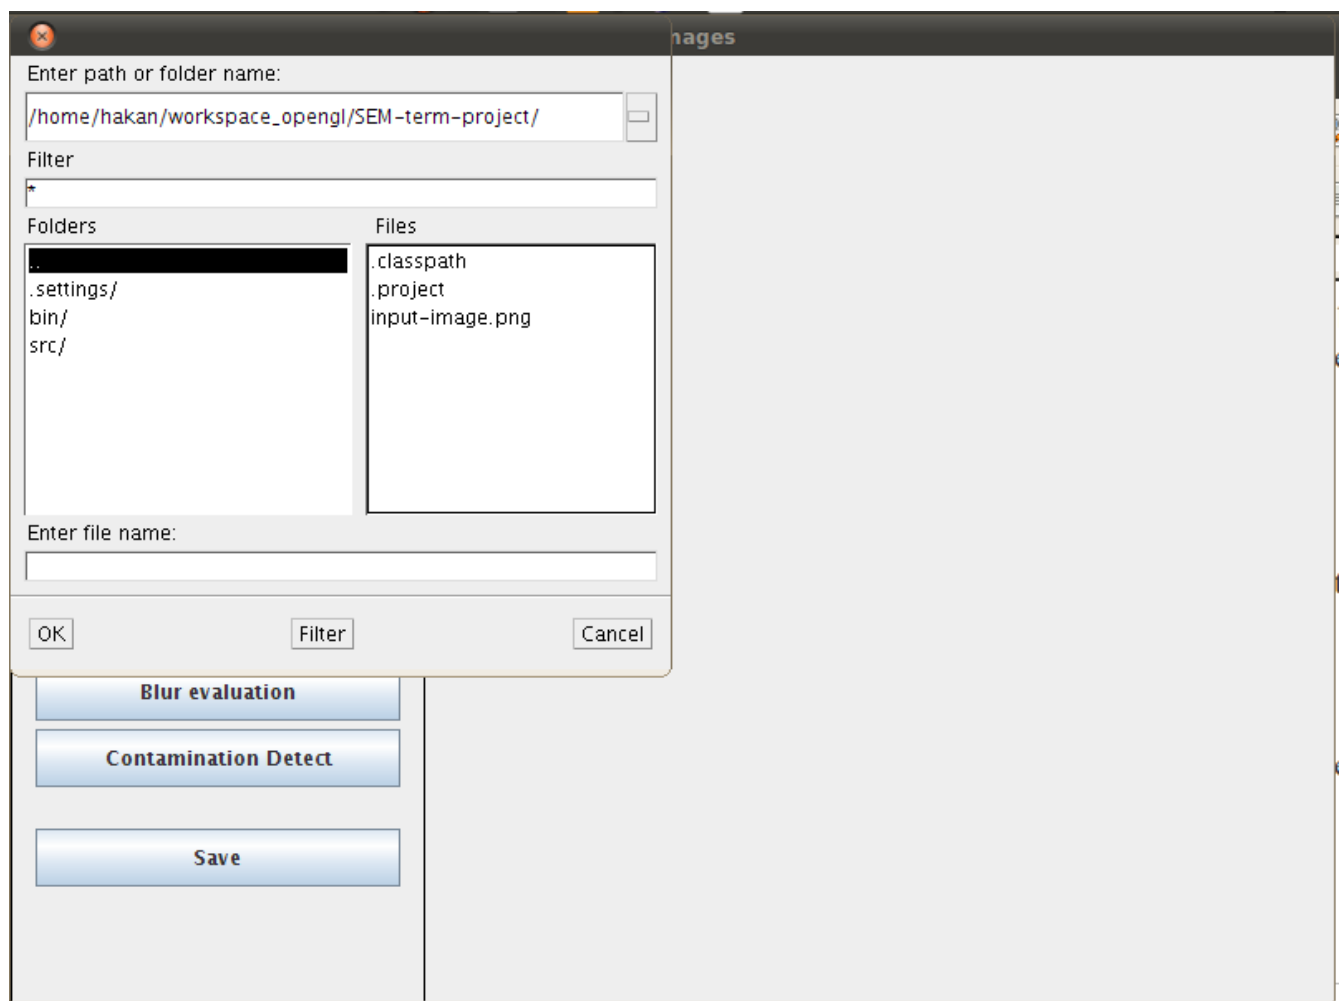 nages
Enter path or folder name:
/home/hakan/workspace_opengl/SEM-term-project/
Filter
*
Folders
Files
..
.settings/
bin/
src/
.classpath
.project
input-image.png
Enter file name:
OK
Filter
Cancel
Blur evaluation
Contamination Detect
Save